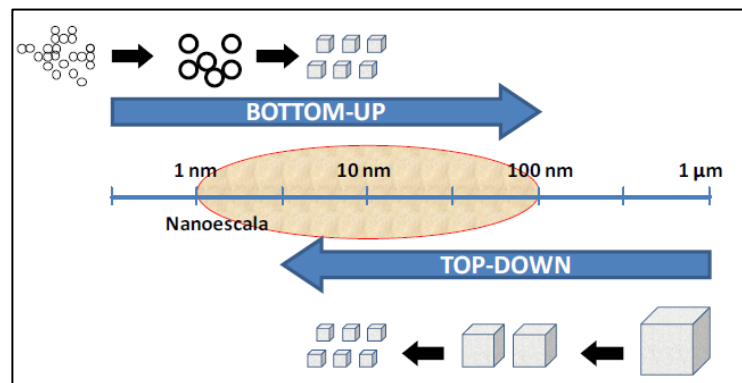 BOTTOM-UP
1 nm 10 nm 100 nm 1 µm
Nanoescala
TOP-DOWN